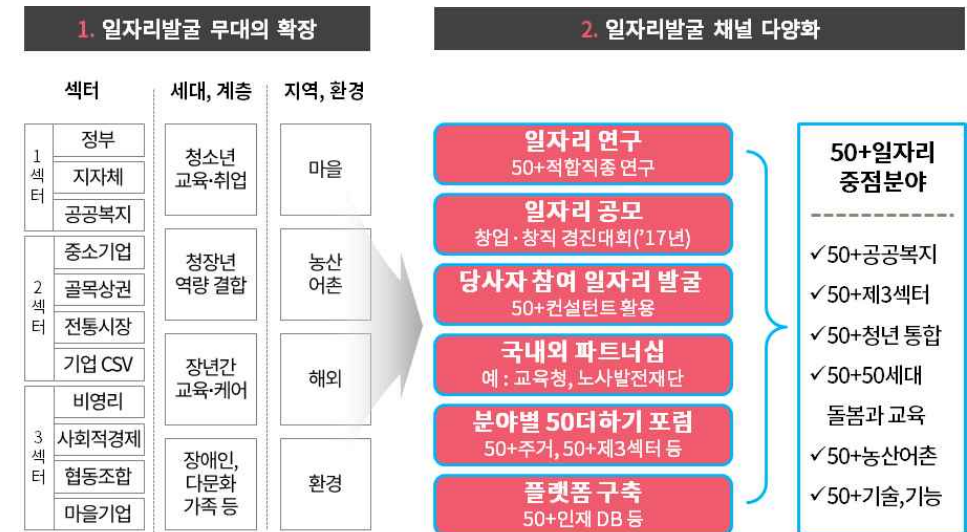 1. 일자리발굴 무대의 확장
섹터
세대, 계층
지역, 환경
1섹터
정부
지자체
공공복지
2섹터
중소기업
골목상권
전통시장
기업 CSV
3섹터
비영리
사회적경제
협동조합
마을기업
청소년
교육·취업
청장년
역량 결합
장년간
교육·케어
장애인,
다문화
가족 등
마을
농산
어촌
해외
환경
2. 일자리발굴 채널 다양화
일자리 연구
50+적합직종 연구
일자리 공모
창업·창직 경진대회('17년)
당사자 참여 일자리 발굴
50+컨설턴트 활용
국내외 파트너십
예 : 교육청, 노사발전재단
분야별 50더하기 포럼
50+주거, 50+제3섹터 등
플랫폼 구축
50+인재 DB 등
50+일자리
중점분야
✓50+공공복지
✓50+제3섹터
✓50+청년 통합
✓50+50세대
돌봄과 교육
✓50+농산어촌
✓50+기술,기능